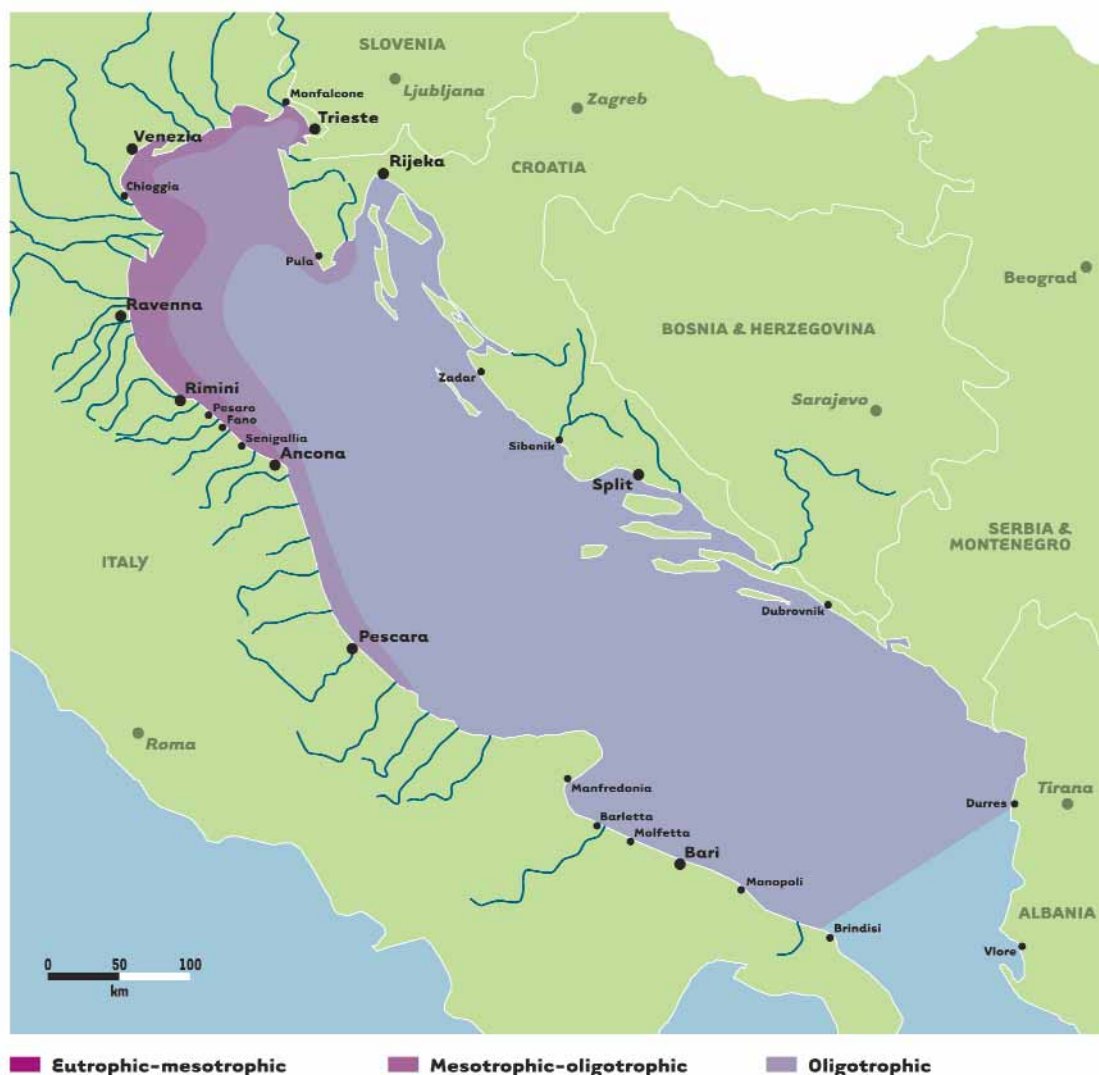 SLOVENIA
Ljubljana
Zagreb
Monfalcone
Trieste
Venezia
Rijeka
CROATIA
Chioggia
Pula
Beograd
Ravenna
BOSNIA & HERZEGOVINA
Zadar
Rimini
Pesaro
Fano
Sarajevo
Senigallia
Ancona
Sibenik
Split
SERBIA &
MONTENEGRO
ITALY
Dubrovnik
Pescara
Roma
Manfredonia
Tirana
Durres
Barletta
Molfetta
Bari
Monopoli
ALBANIA
Brindisi
Vlore
0 50 100
km
Eutrophic-mesotrophic Mesotrophic-oligotrophic Oligotrophic